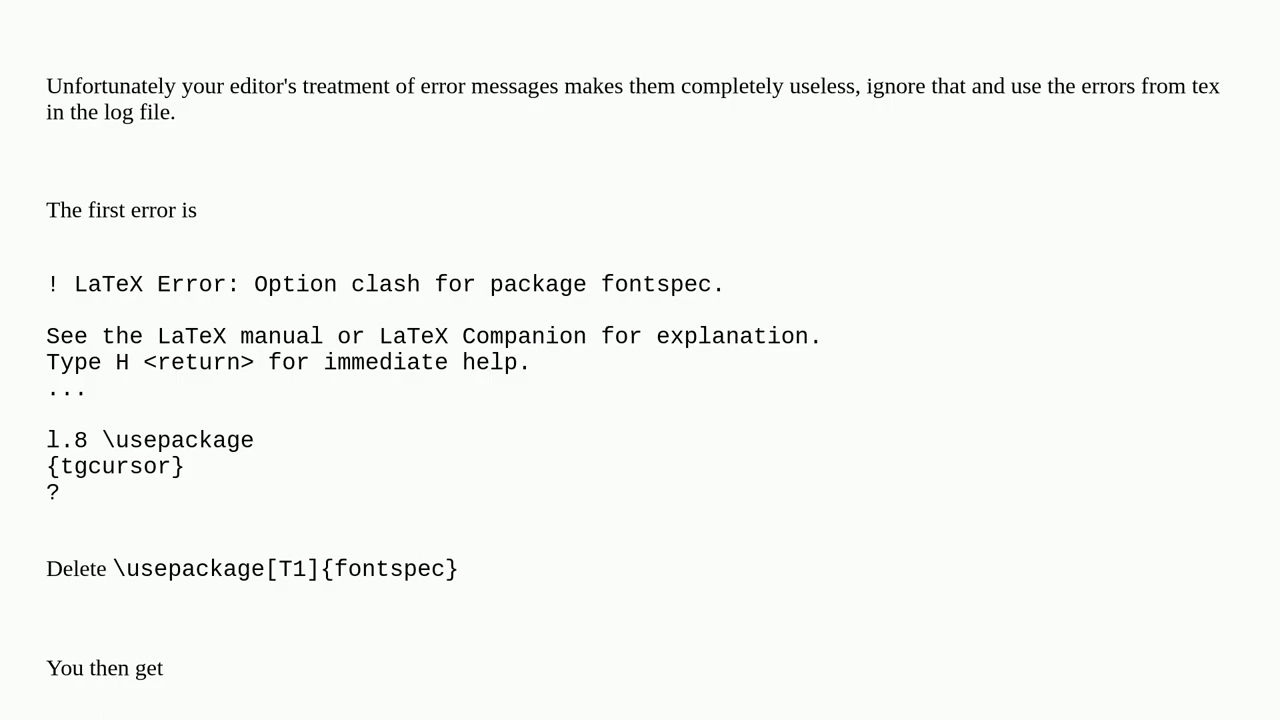 Unfortunately your editor's treatment of error messages makes them completely useless, ignore that and use the errors from tex
in the log file.
The first error is
! LaTeX Error: Option clash for package fontspec.
See the LaTeX manual or LaTeX Companion for explanation.
Type H <return> for immediate help.
...
l.8 \usepackage
{tgcursor}
?
Delete \usepackage[T1]{fontspec}
You then get